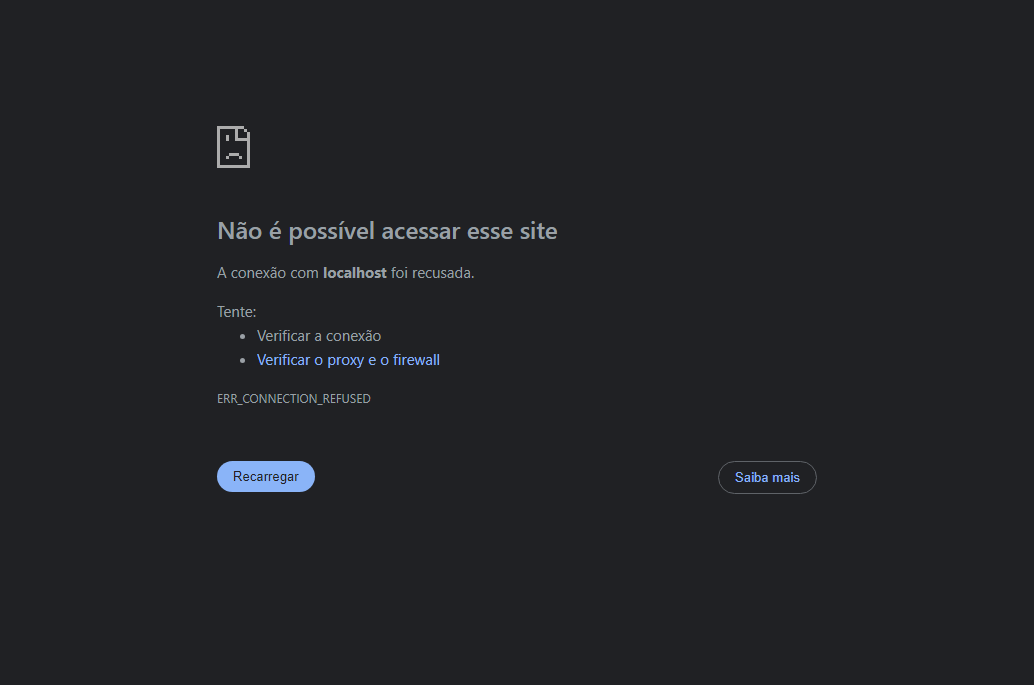 Não é possível acessar esse site
A conexão com localhost foi recusada.
Tente:
Verificar a conexão
Verificar o proxy e o firewall
ERR_CONNECTION_REFUSED
Recarregar
Saiba mais